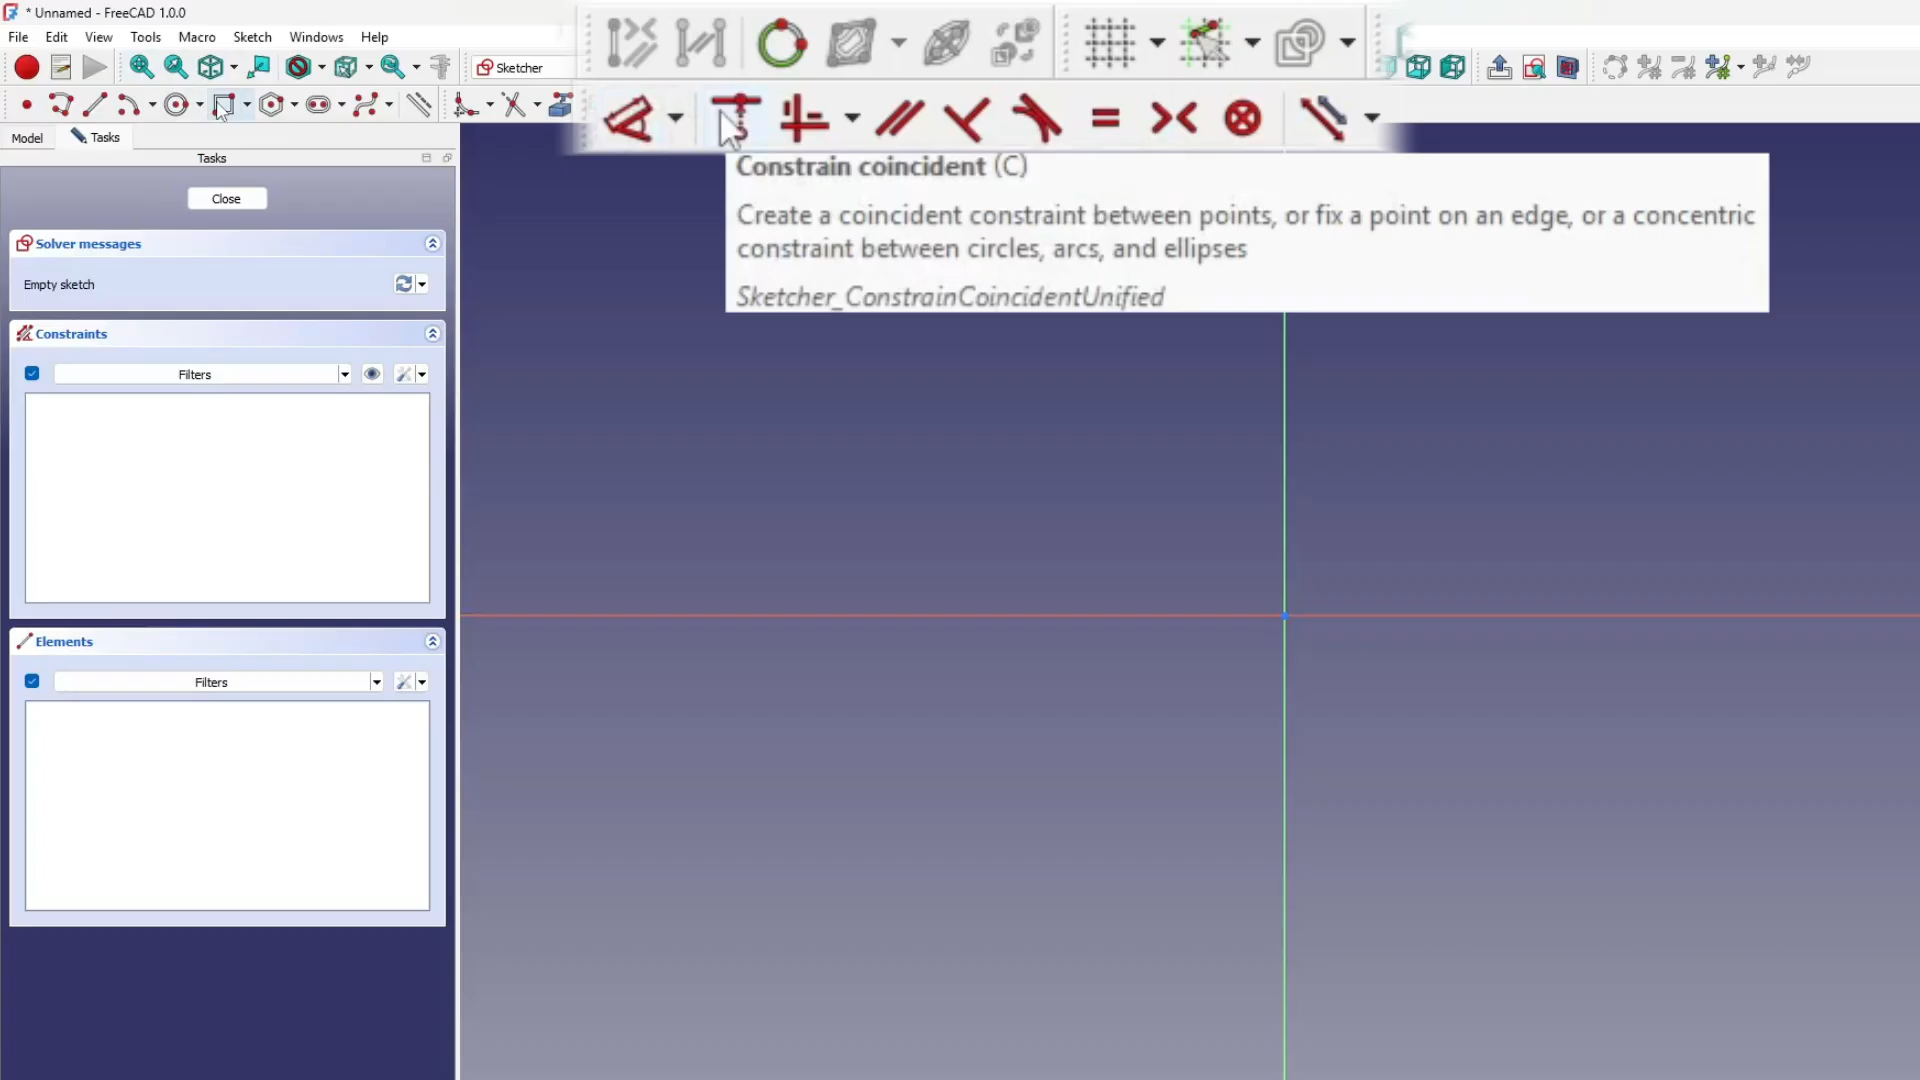 * Unnamed - FreeCAD 1.0.0
File Edit View Tools Macro Sketch Windows Help
Sketcher
Model Tasks
Tasks
Close
Solver messages
Empty sketch
Constraints
Filters
Elements
Filters
Constrain coincident (C)
Create a coincident constraint between points, or fix a point on an edge, or a concentric
constraint between circles, arcs, and ellipses
Sketcher_ConstrainCoincidentUnified